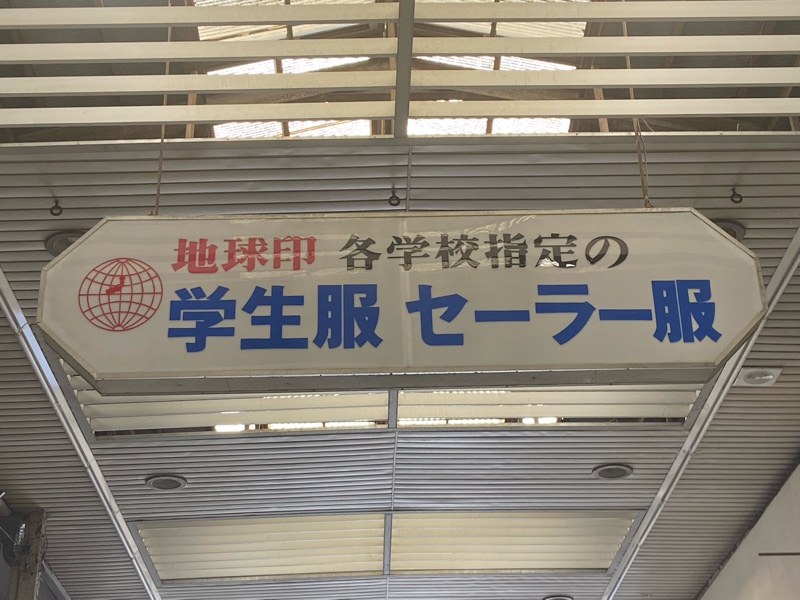 地球印 各学校指定の
学生服 セーラー服